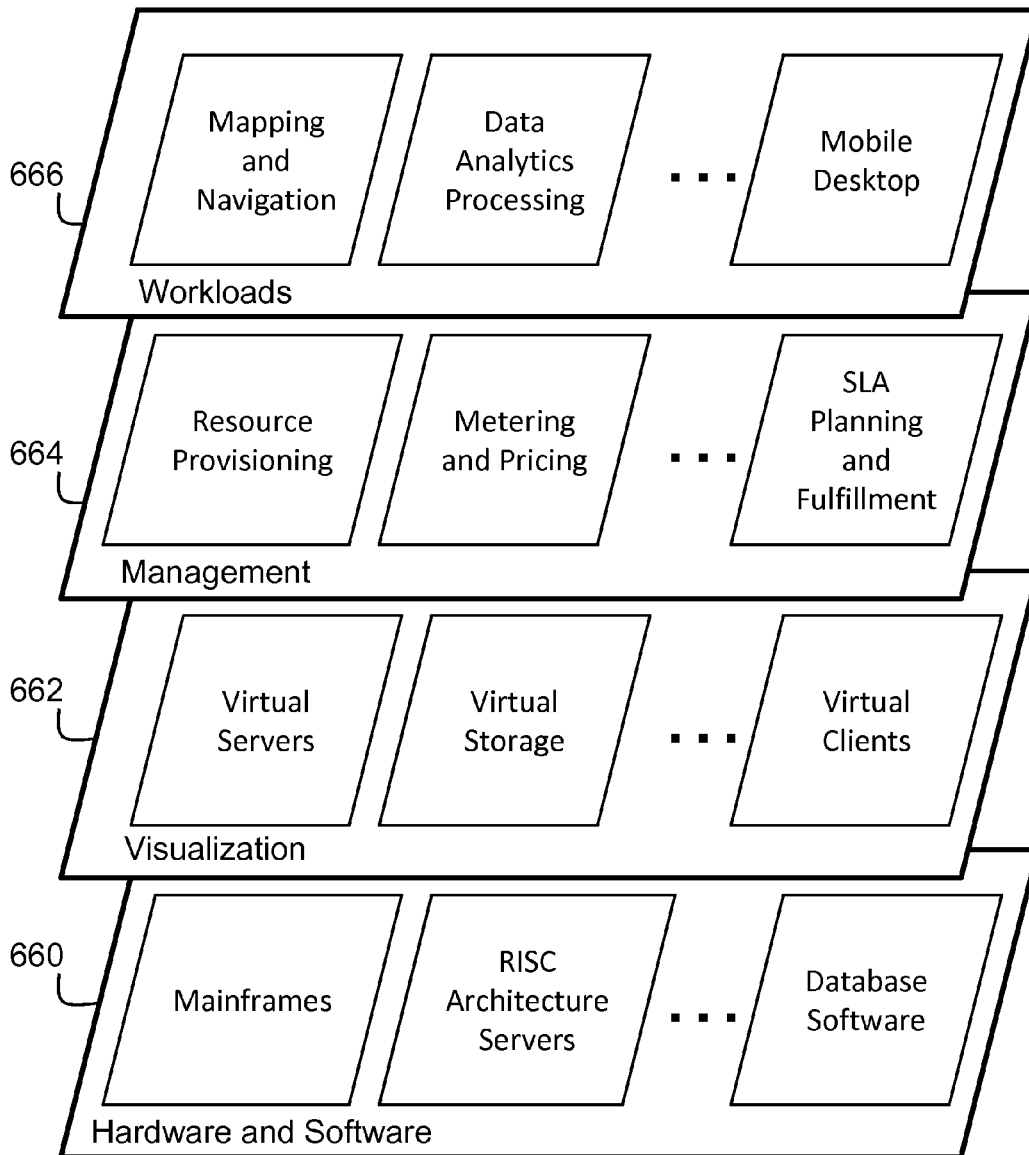 666
Mapping
and
Navigation
Data
Analytics
Processing
...
Mobile
Desktop
Workloads
664
Resource
Provisioning
Metering
and Pricing
...
SLA
Planning
and
Fulfillment
Management
662
Virtual
Servers
Virtual
Storage
...
Virtual
Clients
Visualization
660
Mainframes
RISC
Architecture
Servers
...
Database
Software
Hardware and Software